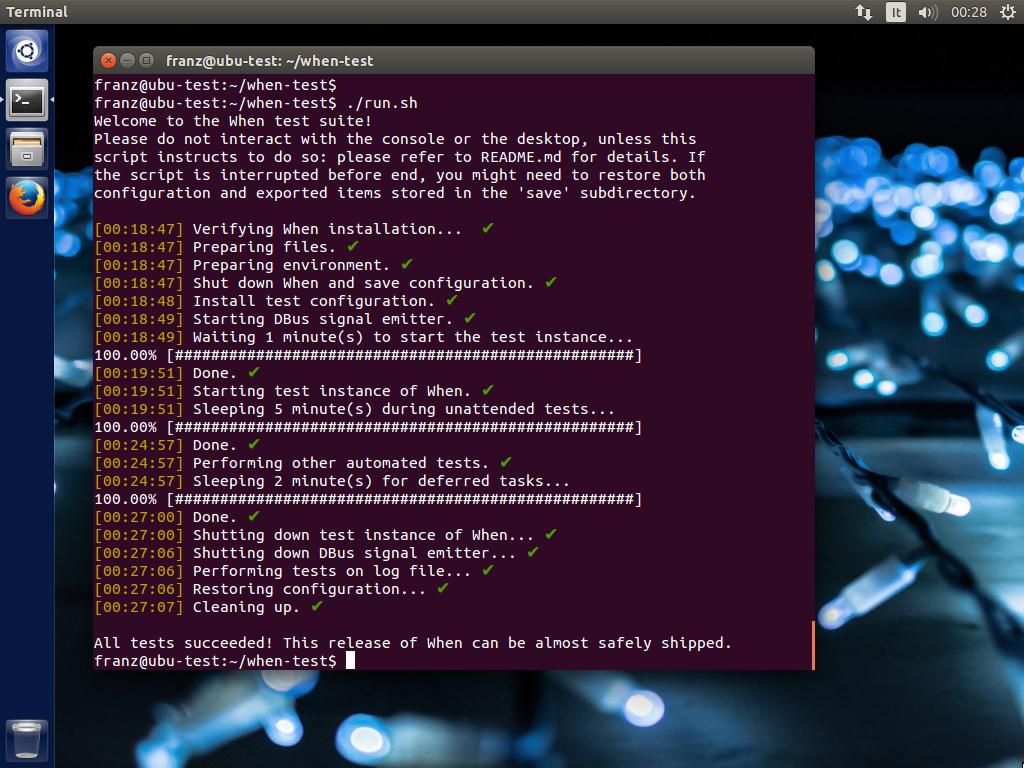 Terminal
It
00:28
franz@ubu-test: ~/when-test
franz@ubu-test:~/when-test$
franz@ubu-test:~/when-test$ ./run.sh
Welcome to the When test suite!
Please do not interact with the console or the desktop, unless this
script instructs to do so: please refer to README.md for details. If
the script is interrupted before end, you might need to restore both
configuration and exported items stored in the 'save' subdirectory.
[00:18:47] Verifying When installation...  ✔
[00:18:47] Preparing files. ✔
[00:18:47] Preparing environment. ✔
[00:18:47] Shut down When and save configuration. ✔
[00:18:48] Install test configuration. ✔
[00:18:49] Starting DBus signal emitter. ✔
[00:18:49] Waiting 1 minute(s) to start the test instance...
100.00% [###################################################]
[00:19:51] Done. ✔
[00:19:51] Starting test instance of When. ✔
[00:19:51] Sleeping 5 minute(s) during unattended tests...
100.00% [###################################################]
[00:24:57] Done. ✔
[00:24:57] Performing other automated tests. ✔
[00:24:57] Sleeping 2 minute(s) for deferred tasks...
100.00% [###################################################]
[00:27:00] Done. ✔
[00:27:00] Shutting down test instance of When... ✔
[00:27:06] Shutting down DBus signal emitter... ✔
[00:27:06] Performing tests on log file... ✔
[00:27:06] Restoring configuration... ✔
[00:27:07] Cleaning up. ✔
All tests succeeded! This release of When can be almost safely shipped.
franz@ubu-test:~/when-test$